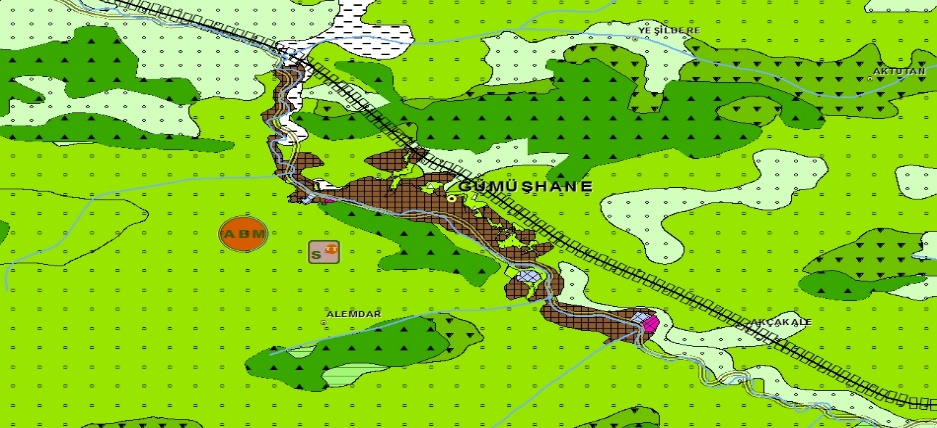 YEŞİLDERE
AKTUTAN
GÜMÜŞHANE
ABM
S
ALEMDAR
AKÇAKALE